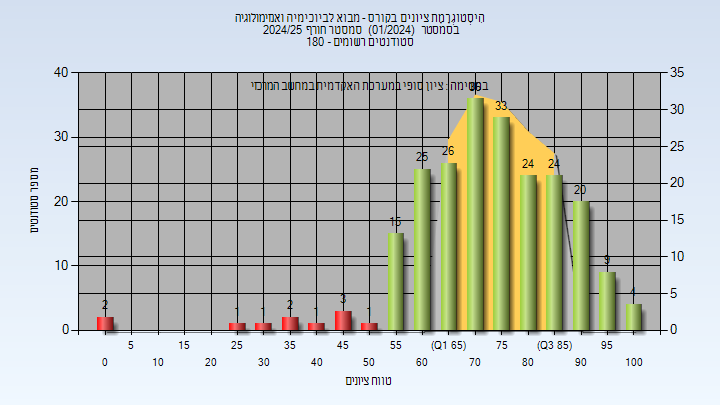 היסטוגרמת ציונים בקורס - מבוא לביוכימיה ואנזימולוגיה
בסמסטר (01/2024) סמסטר חורף 2024/25
סטודנטים רשומים - 180
בסקימה : ציון סופי במערכת האקדמית במחשב המרכזי
מספר סטודנטים
40
30
20
10
0
35
30
25
20
15
10
5
0
2 1 1 2 1 3 1 15 25 26 36 33 24 24 20 9 4
5 15 25 35 45 55 (Q1 65) 75 (Q3 85) 95
0 10 20 30 40 50 60 70 80 90 100
טווח ציונים